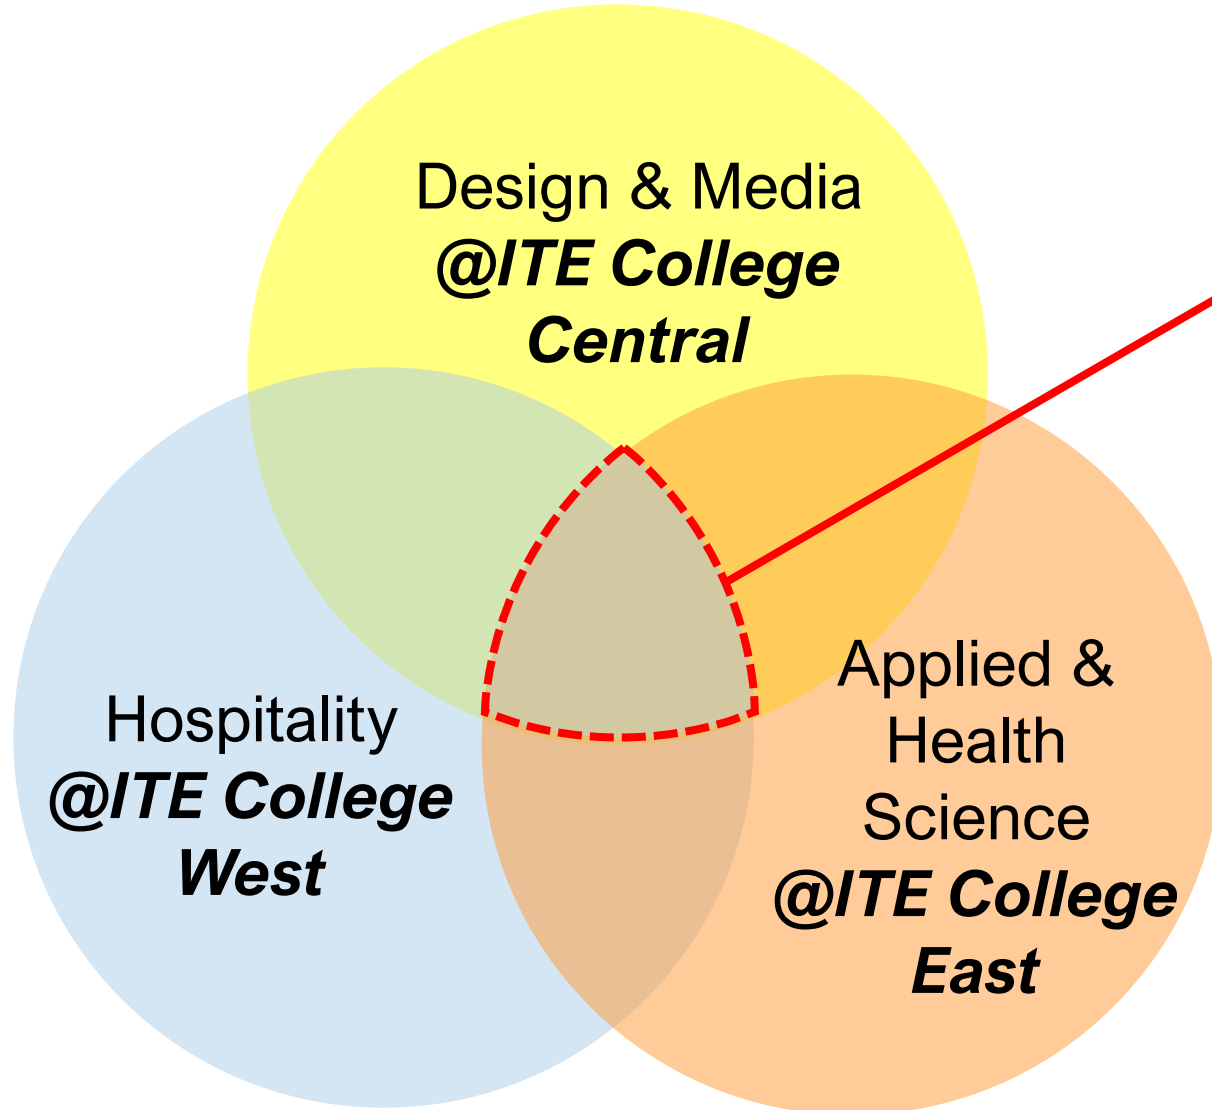 Design & Media
@ITE College
Central
Hospitality
@ITE College
West
Applied &
Health
Science
@ITE College
East